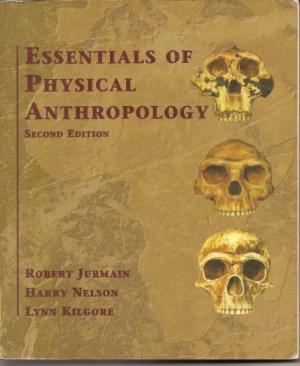 Essentials of
Physical
Anthropology
Second Edition
Robert Jurmain
Harry Nelson
Lynn Kilgore